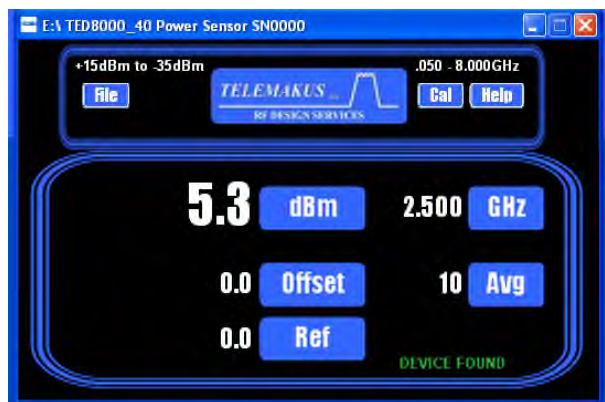 E:\ TED8000_40 Power Sensor SN0000
+15dBm to -35dBm
.050 - 8.000GHz
File
TELEMAKUS
Cal
Help
RF DESIGN SERVICES
5.3 dBm
2.500 GHz
0.0 Offset
10 Avg
0.0 Ref
DEVICE FOUND